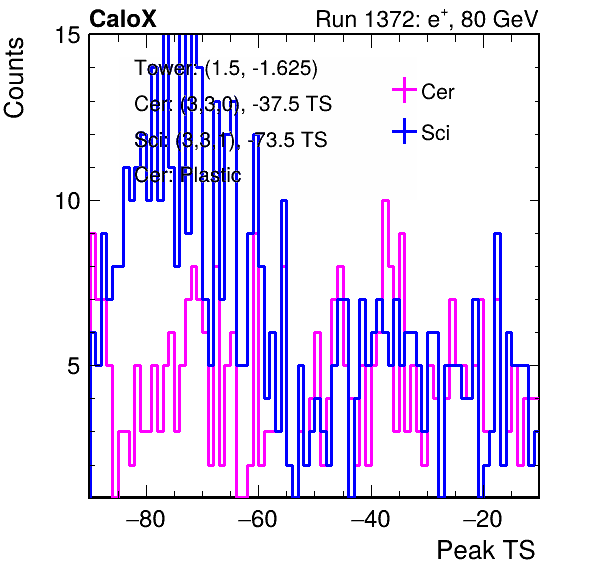 CaloX Run 1372: e+, 80 GeV
Counts
15
10
5
Tower: (1.5, -1.625)
Cer: (3,3,0), -37.5 TS
Sci: (3,3,1), -73.5 TS
Cer: Plastic
Cer
Sci
−80 −60 −40 −20
Peak TS